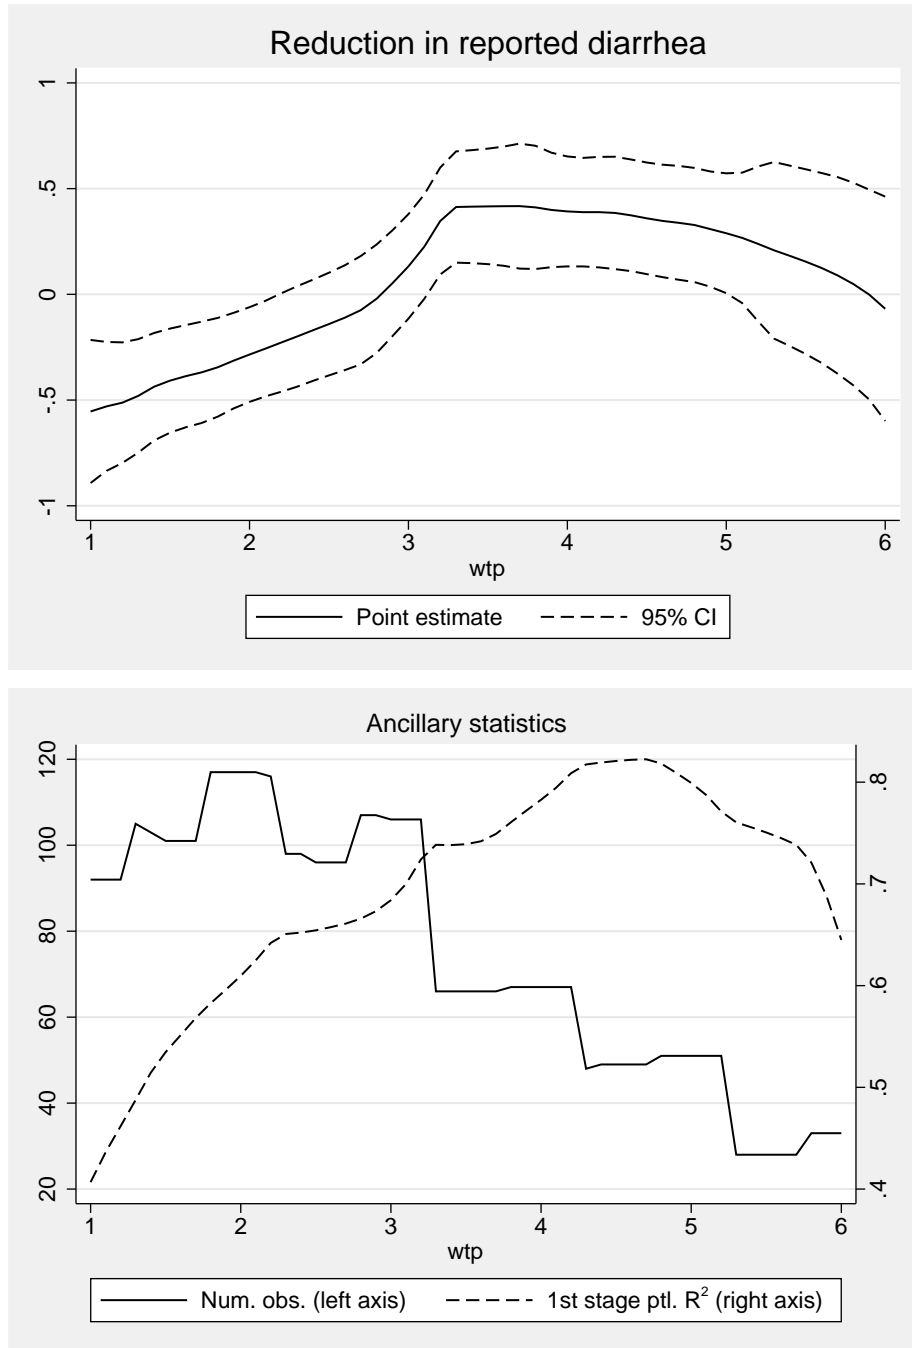 Reduction in reported diarrhea
1
.5
0
-.5
-1
1 2 3 4 5 6
wtp
Point estimate 95% CI
Ancillary statistics
120
100
80
60
40
20
.8
.7
.6
.5
.4
1 2 3 4 5 6
wtp
Num. obs. (left axis) 1st stage ptl. R² (right axis)